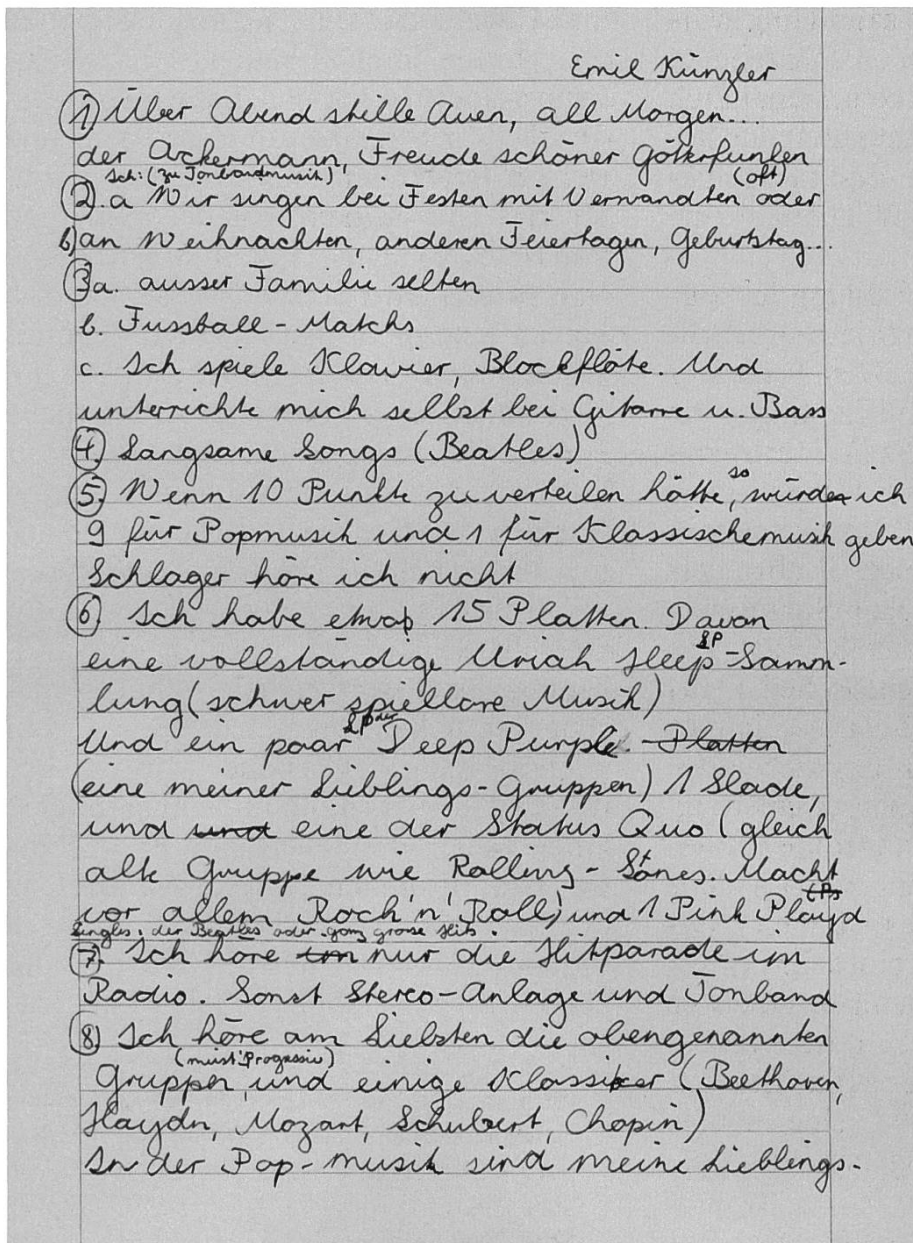 Emil Künzler
① Über Abend stille Auen, all Morgen...
der Ackermann, Freude schöner Götterfunken
Ich: (zu Tonbandmusik) (oft)
②. a Wir singen bei Festen mit Verwandten oder
b) an Weihnachten, anderen Feiertagen, Geburtstag...
③a. ausser Familie selten
b. Fussball-Matchs
c. Ich spiele Klavier, Blockflöte. Und
unterrichte mich selbst bei Gitarre u. Bass
④. Langsame Songs (Beatles)
⑤. Wenn 10 Punkte zu verteilen hätte, so würde ich
9 für Popmusik und 1 für Klassischemusik geben
Schlager höre ich nicht
⑥. Ich habe etwa 15 Platten. Davon
eine vollständige Uriah Heep LP-Samm-
lung (schwer spielbare Musik)
Und ein paar LP der Deep Purple. Platten
(eine meiner Lieblings-Gruppen) 1 Slade,
und und eine der Status Quo (gleich
alte Gruppe wie Rolling-Stones. Macht
vor allem Rock'n'Roll) und 1 Pink Floyd LPs
Singles: der Beatles oder ganz grosse Hits.
⑦. Ich höre nur die Hitparade im
Radio. Sonst Stereo-Anlage und Tonband
⑧ Ich höre am Liebsten die obengenannten
(meist Progressiv)
Gruppen und einige Klassiker (Beethoven,
Haydn, Mozart, Schubert, Chopin)
In der Pop-musik sind meine Lieblings-